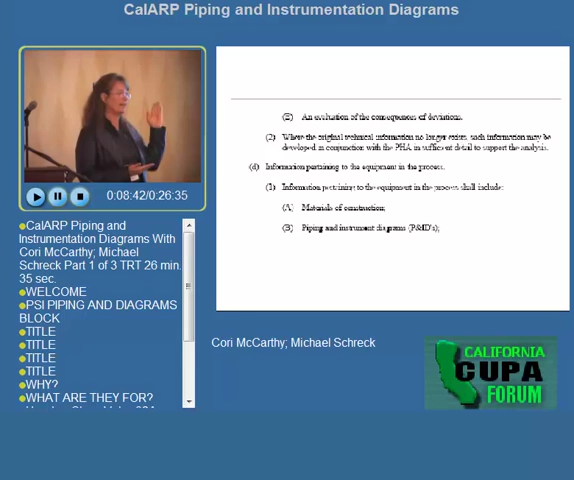 CalARP Piping and Instrumentation Diagrams
(E) An evaluation of the consequences of deviations.
(2) Where the original technical information no longer exists, such information may be
developed in conjunction with the PHA in sufficient detail to support the analysis.
(d) Information pertaining to the equipment in the process.
(1) Information pertaining to the equipment in the process shall include:
(A) Materials of construction;
(B) Piping and instrument diagrams (P&ID's);
0:08:42/0:26:35
CalARP Piping and
Instrumentation Diagrams With
Cori McCarthy; Michael
Schreck Part 1 of 3 TRT 26 min.
35 sec.
WELCOME
PSI PIPING AND DIAGRAMS
BLOCK
TITLE
TITLE
TITLE
TITLE
WHY?
WHAT ARE THEY FOR?
Cori McCarthy; Michael Schreck
CALIFORNIA
CUPA
FORUM